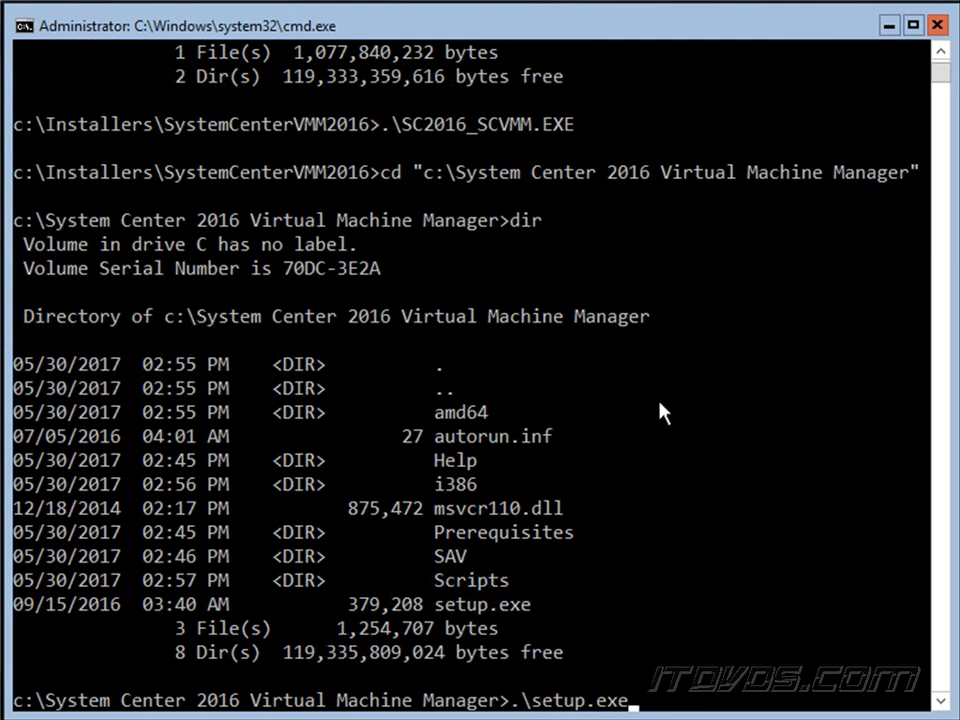 Administrator: C:\Windows\system32\cmd.exe
1 File(s) 1,077,840,232 bytes
2 Dir(s) 119,333,359,616 bytes free
c:\Installers\SystemCenterVMM2016>.\SC2016_SCVMM.EXE
c:\Installers\SystemCenterVMM2016>cd "c:\System Center 2016 Virtual Machine Manager"
c:\System Center 2016 Virtual Machine Manager>dir
Volume in drive C has no label.
Volume Serial Number is 70DC-3E2A
Directory of c:\System Center 2016 Virtual Machine Manager
05/30/2017 02:55 PM <DIR> .
05/30/2017 02:55 PM <DIR> ..
05/30/2017 02:55 PM <DIR> amd64
07/05/2016 04:01 AM 27 autorun.inf
05/30/2017 02:45 PM <DIR> Help
05/30/2017 02:56 PM <DIR> i386
12/18/2014 02:17 PM 875,472 msvcr110.dll
05/30/2017 02:45 PM <DIR> Prerequisites
05/30/2017 02:46 PM <DIR> SAV
05/30/2017 02:57 PM <DIR> Scripts
09/15/2016 03:40 AM 379,208 setup.exe
3 File(s) 1,254,707 bytes
8 Dir(s) 119,335,809,024 bytes free
ITDVDS.com
c:\System Center 2016 Virtual Machine Manager>.\setup.exe